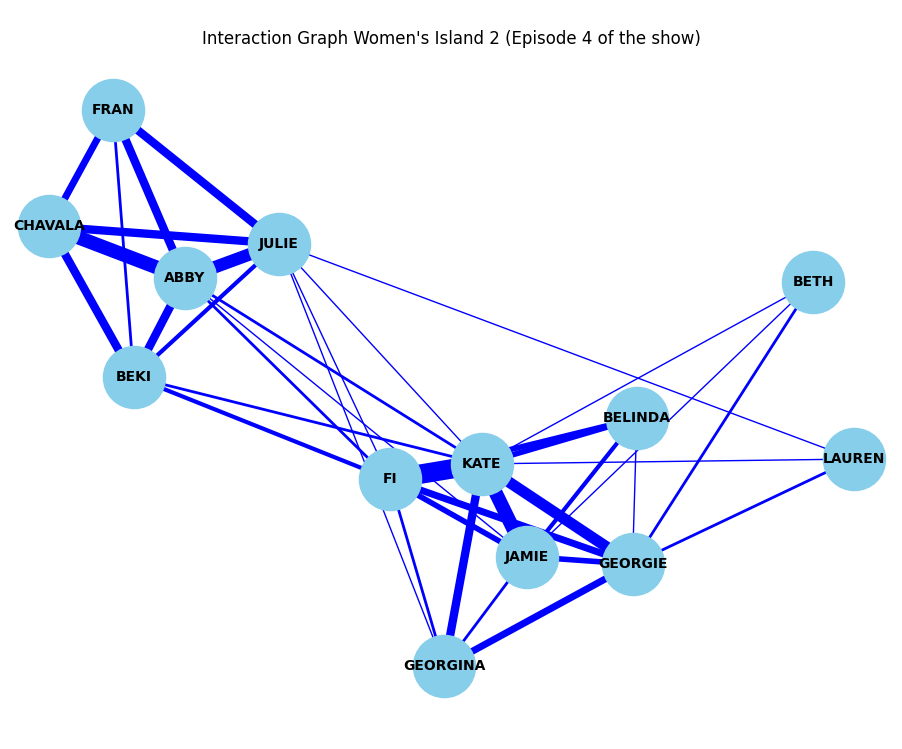 Interaction Graph Women's Island 2 (Episode 4 of the show)
FRAN
CHAVALA
JULIE
ABBY
BETH
BEKI
BELINDA
LAUREN
KATE
FI
JAMIE
GEORGIE
GEORGINA